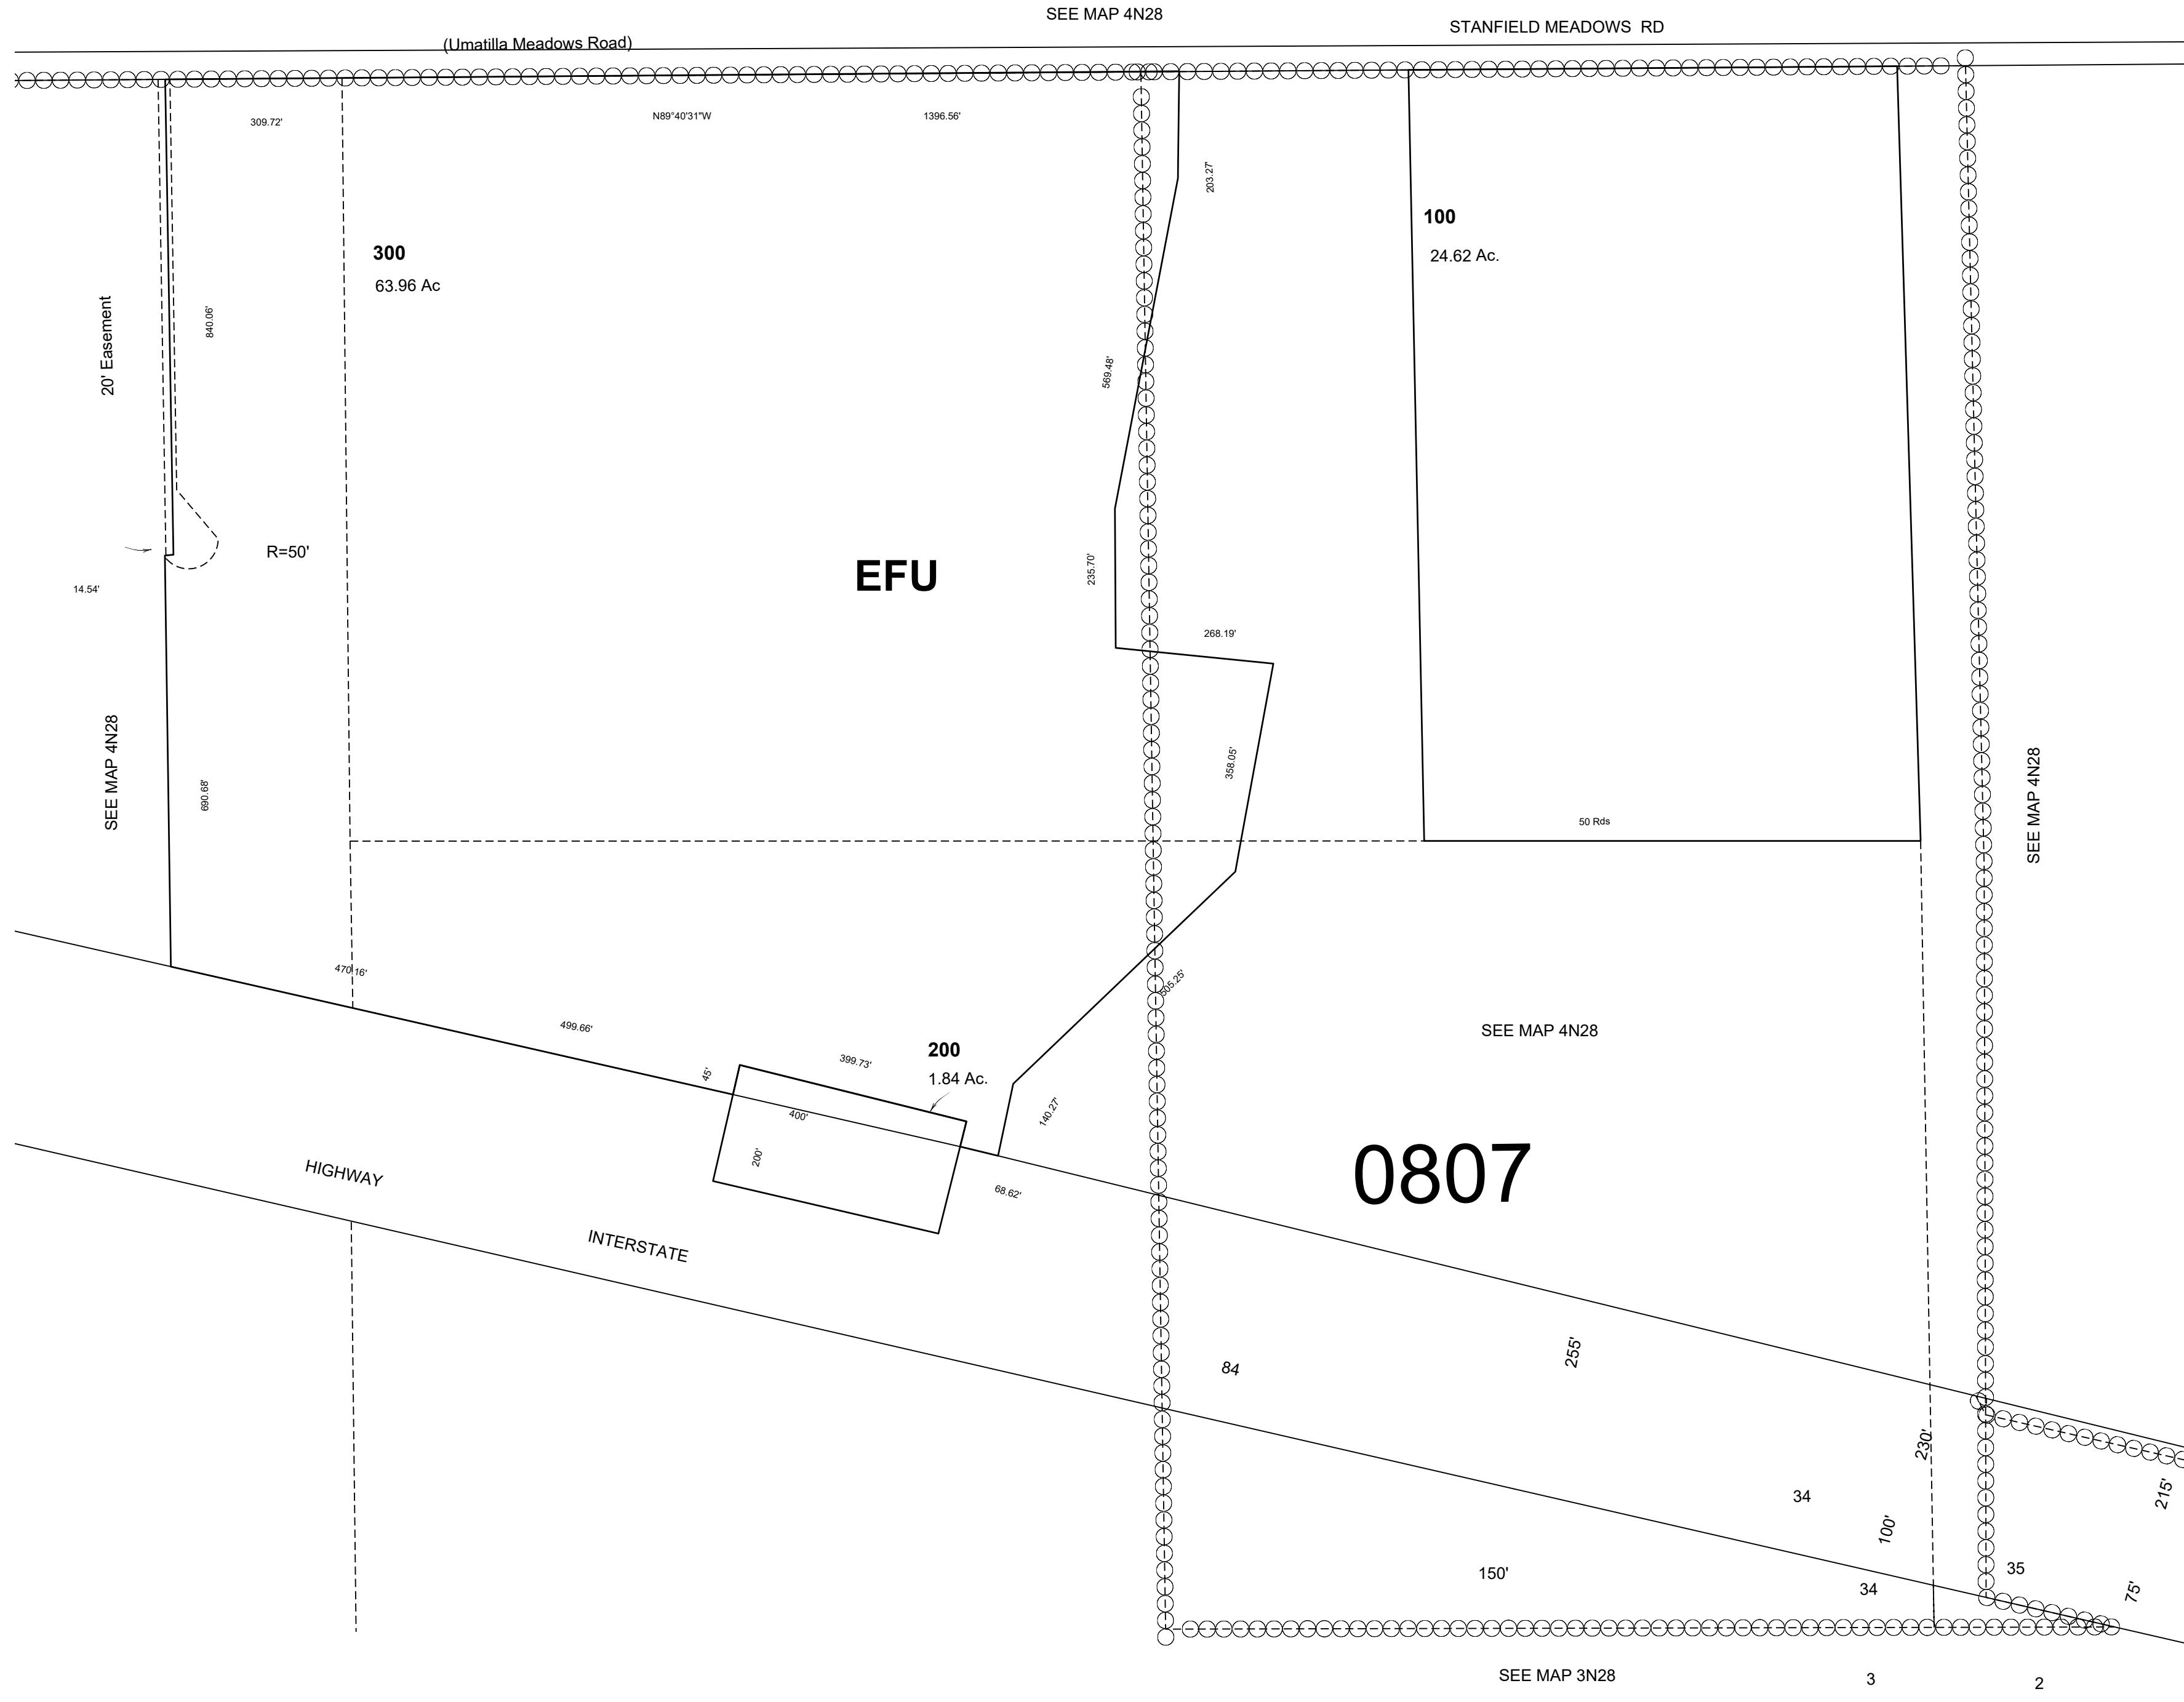 SEE MAP 4N28
STANFIELD MEADOWS RD
(Umatilla Meadows Road)
309.72'
N89°40'31"W
1396.56'
203.27'
100
24.62 Ac.
300
63.96 Ac
20' Easement
840.06'
569.48'
R=50'
14.54'
EFU
235.70'
268.19'
SEE MAP 4N28
690.68'
358.05'
50 Rds
SEE MAP 4N28
470.16'
499.66'
505.25'
SEE MAP 4N28
45'
399.73'
200
1.84 Ac.
400'
200'
140.27'
68.62'
0807
HIGHWAY
INTERSTATE
84
255'
230'
34
215'
100'
150'
34
35
75'
SEE MAP 3N28
3
2